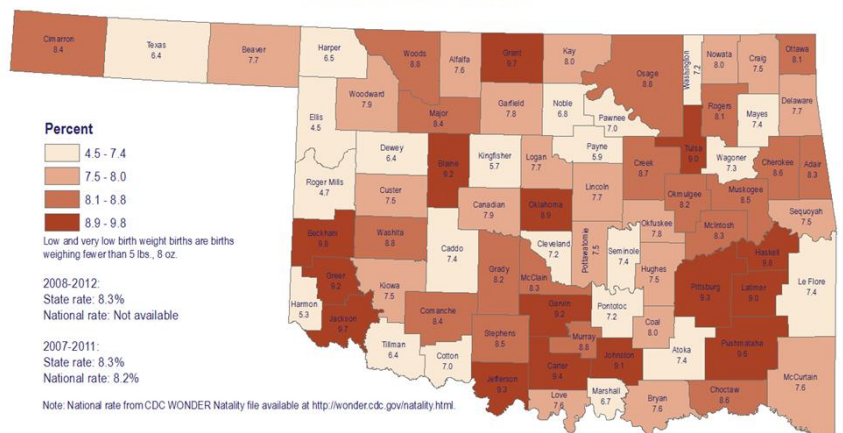 Cimarron
8.4
Texas
6.4
Beaver
7.7
Harper
6.5
Woods
8.8
Alfalfa
7.6
Grant
9.7
Kay
8.0
Osage
8.8
Washington
7.2
Nowata
8.0
Craig
7.5
Ottawa
8.1
Woodward
7.9
Ellis
4.5
Major
8.4
Garfield
7.8
Noble
6.8
Pawnee
7.0
Rogers
8.1
Mayes
7.4
Delaware
7.7
Percent
4.5 - 7.4
7.5 - 8.0
8.1 - 8.8
8.9 - 9.8
Low and very low birth weight births are births
weighing fewer than 5 lbs., 8 oz.
2008-2012:
State rate: 8.3%
National rate: Not available
2007-2011:
State rate: 8.3%
National rate: 8.2%
Note: National rate from CDC WONDER Natality file available at http://wonder.cdc.gov/natality.html.
Dewey
6.4
Blaine
9.2
Kingfisher
5.7
Logan
7.7
Payne
5.9
Creek
8.7
Tulsa
9.0
Wagoner
7.3
Cherokee
8.6
Adair
8.3
Roger Mills
4.7
Custer
7.5
Canadian
7.9
Oklahoma
8.9
Lincoln
7.7
Okmulgee
8.2
Muskogee
8.5
Sequoyah
7.5
Beckham
Washita
8.8
Caddo
7.4
Grady
8.2
McClain
8.3
Cleveland
7.2
Pottawatomie
7.5
Seminole
7.4
Okfuskee
7.8
McIntosh
8.3
Haskell
Hughes
7.5
Pittsburg
9.3
Latimer
9.0
Le Flore
7.4
Greer
9.2
Harmon
5.3
Jackson
9.7
Kiowa
7.5
Comanche
8.4
Tillman
6.4
Cotton
7.0
Stephens
8.5
Jefferson
9.3
Garvin
9.2
Murray
8.8
Pontotoc
7.2
Coal
8.0
Carter
9.4
Johnston
9.1
Atoka
7.4
Pushmataha
Love
7.6
Marshall
6.7
Bryan
7.6
Choctaw
8.6
McCurtain
7.6